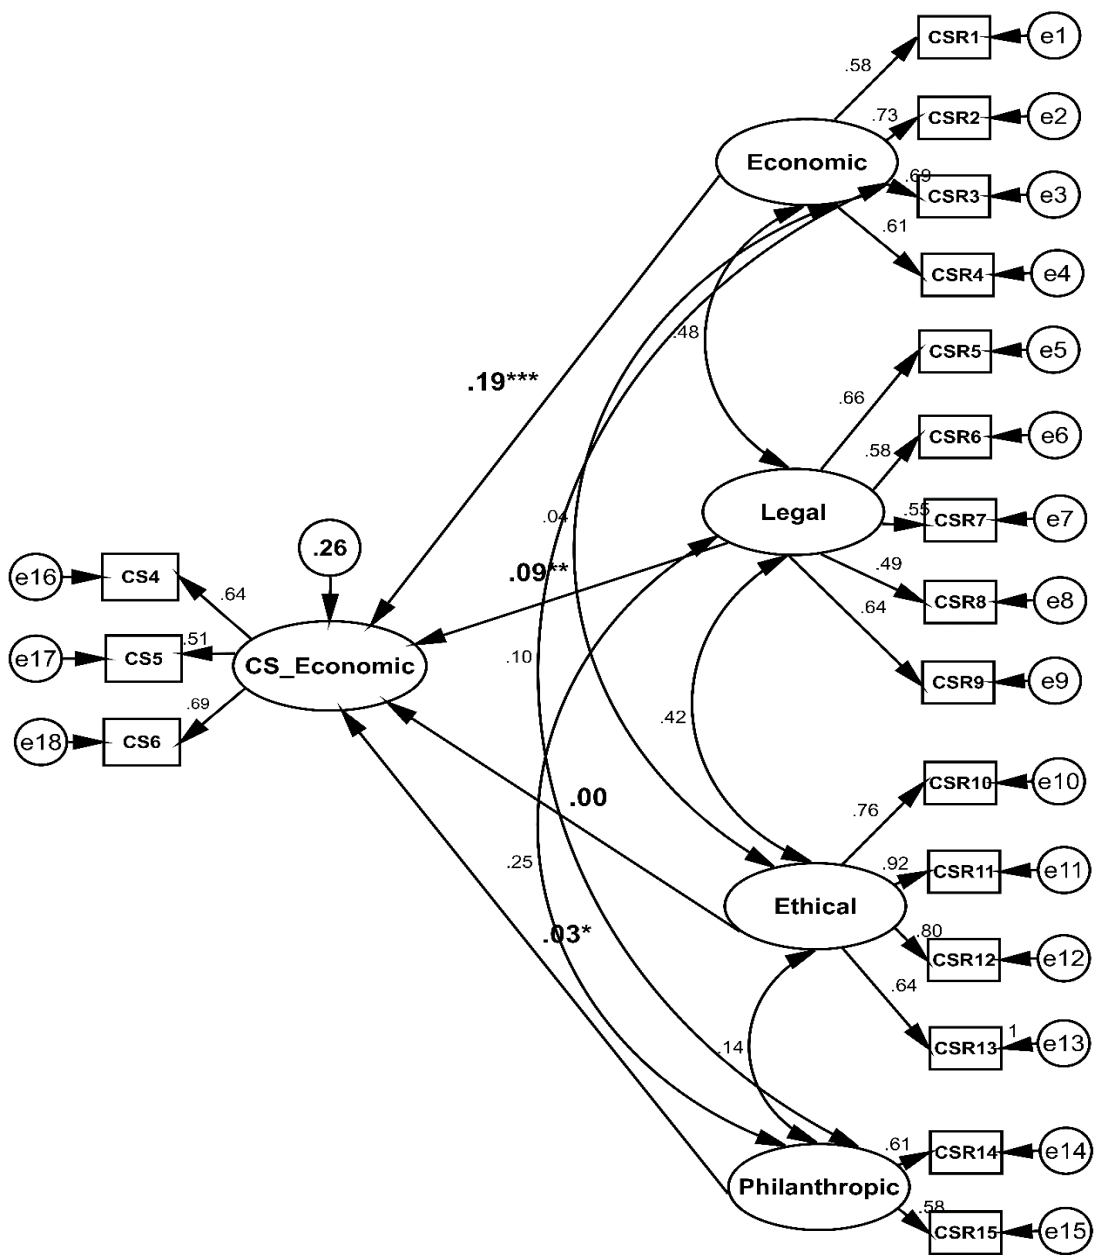 CSR1 e1
.58
.73 CSR2 e2
Economic
.69 CSR3 e3
.61
CSR4 e4
.48
CSR5 e5
.19***
.66
CSR6 e6
.58
Legal
.55 CSR7 e7
.04
.26
.09**
.49
e16 CS4
.64
CSR8 e8
.64
.51
e17 CS5
CS_Economic
.10
CSR9 e9
.69
.42
e18 CS6
CSR10 e10
.00
.76
.25
.92 CSR11 e11
Ethical
.03*
.80
CSR12 e12
.64
1
.14
CSR13 e13
.61 CSR14 e14
Philanthropic
.58
CSR15 e15